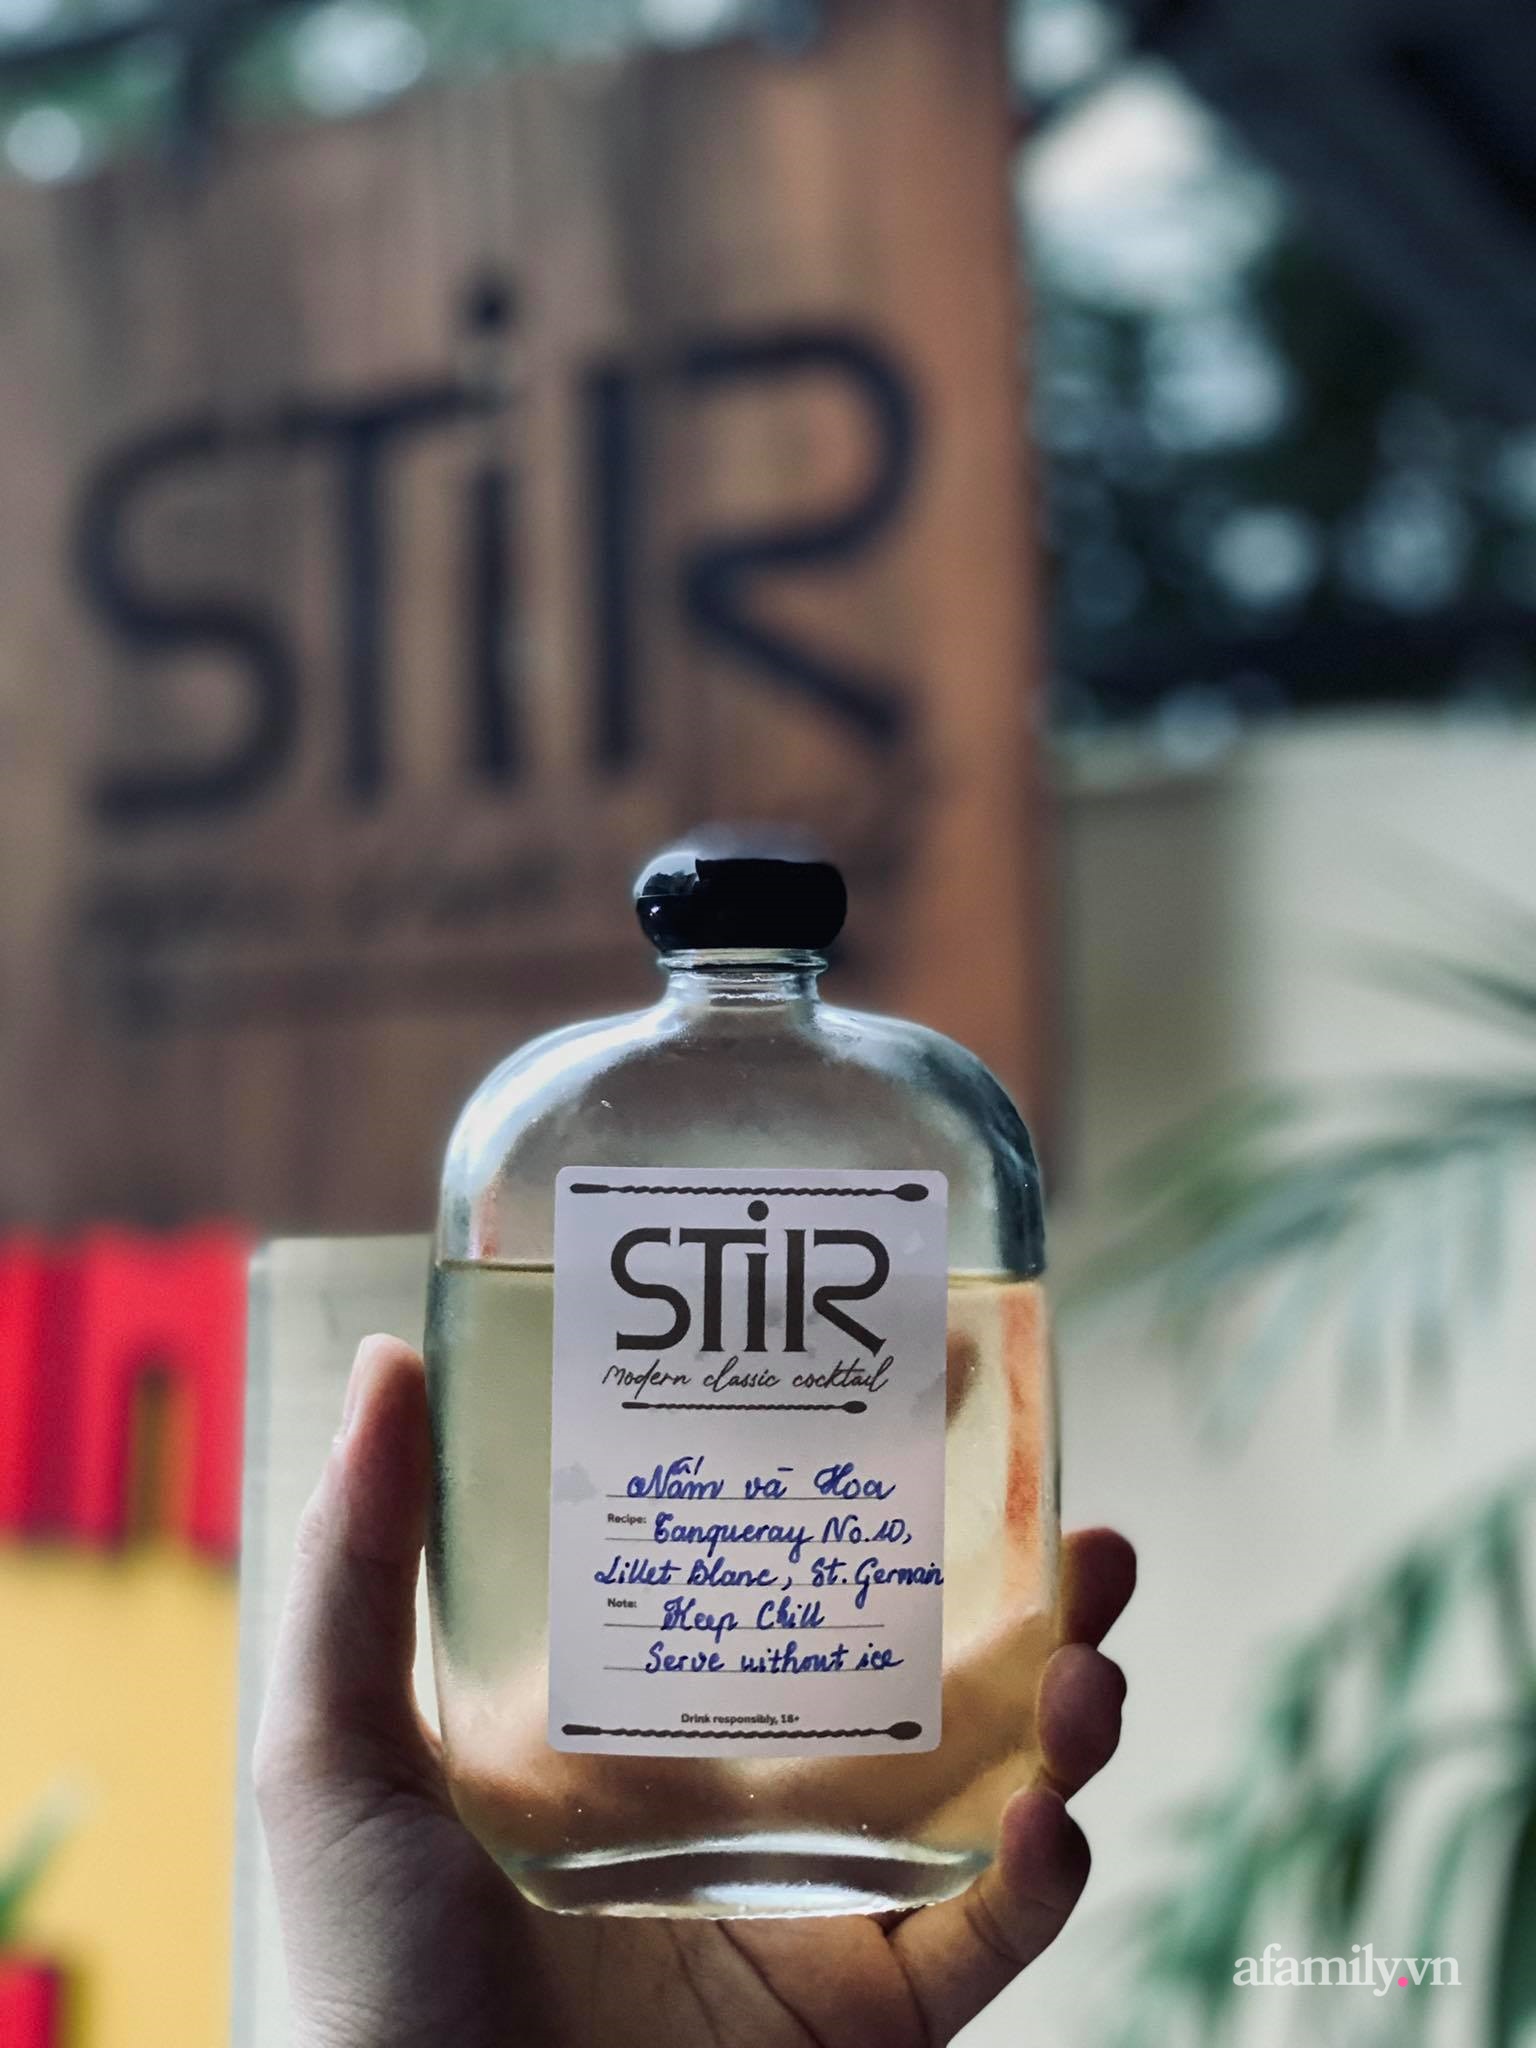 STiR
STiR
Modern classic cocktail
Nấm và Hoa
Recipe: Tanqueray No.10,
Lillet Blanc, St. Germain
Note: Keep Chill
Serve without ice
Drink responsibly, 18+
afamily.vn